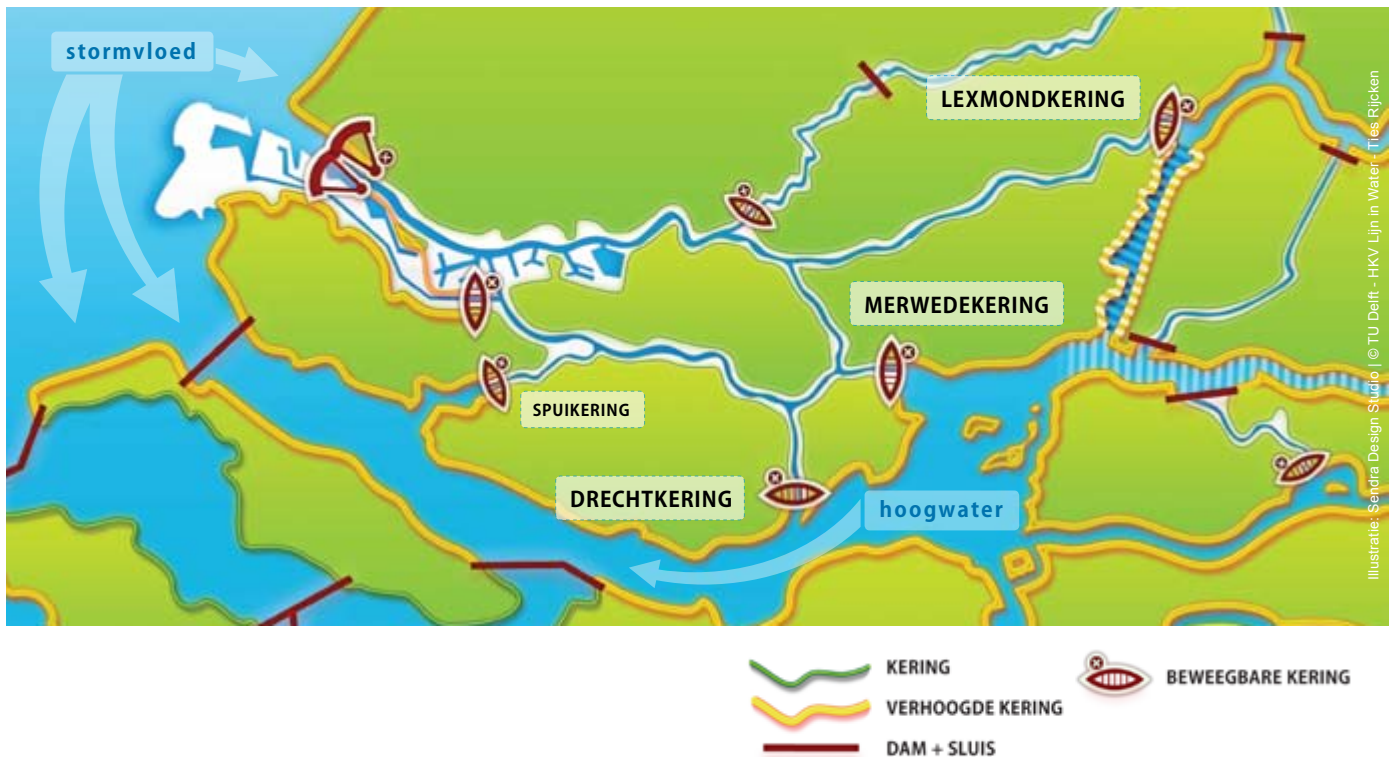 stormvloed
LEXMONDKERING
MERWEDEKERING
SPUIKERING
DRECHTKERING
hoogwater
Illustratie: Sendra Design Studio | © TU Delft - HKV Lijn in Water - Ties Rijcken
KERING
BEWEEGBARE KERING
VERHOOGDE KERING
DAM + SLUIS